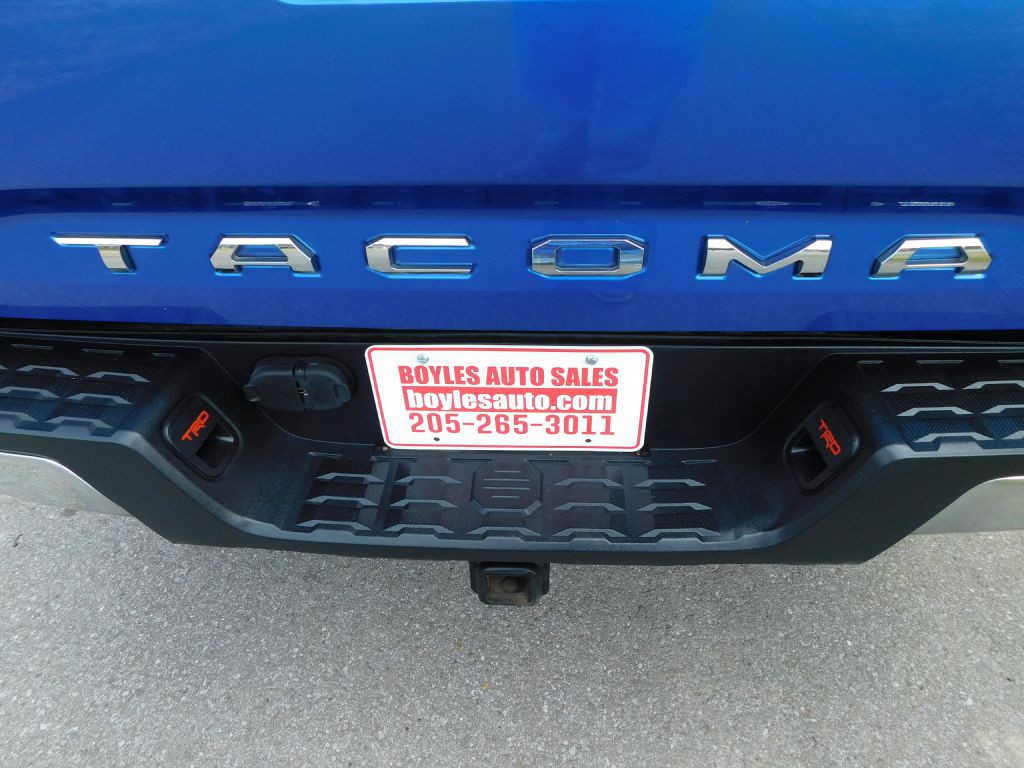 TACOMA
BOYLES AUTO SALES
boylesauto.com
205-265-3011
TRD
TRD